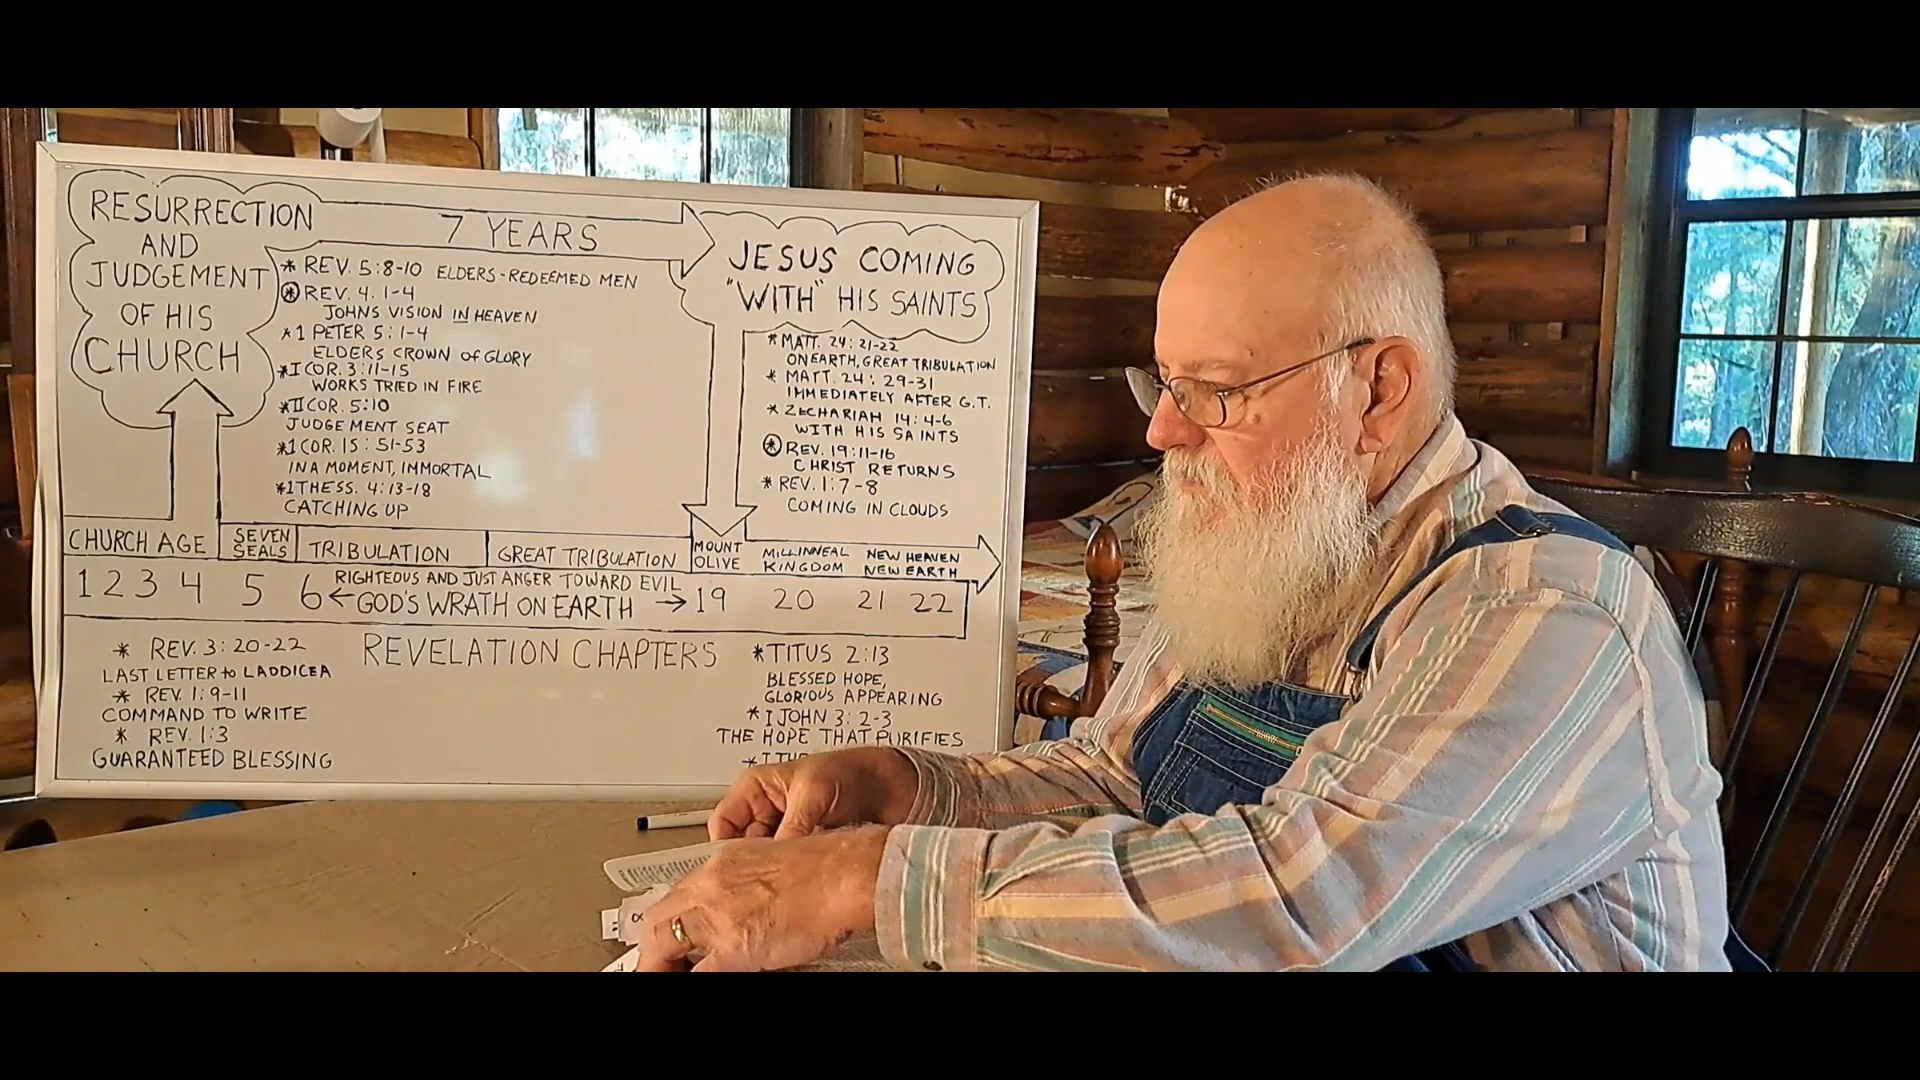 RESURRECTION
AND
JUDGEMENT
OF HIS
CHURCH
7 YEARS
JESUS COMING
"WITH" HIS SAINTS
* REV. 5:8-10 ELDERS-REDEEMED MEN
* REV. 4. 1-4
JOHNS VISION IN HEAVEN
* 1 PETER 5:1-4
ELDERS CROWN OF GLORY
* I COR. 3:11-15
WORKS TRIED IN FIRE
* II COR. 5:10
JUDGEMENT SEAT
* 1 COR. 15:51-53
IN A MOMENT, IMMORTAL
* 1 THESS. 4:13-18
CATCHING UP
* MATT. 24:21-22
ON EARTH, GREAT TRIBULATION
* MATT. 24:29-31
IMMEDIATELY AFTER G.T.
* ZECHARIAH 14:4-6
WITH HIS SAINTS
* REV. 19:11-16
CHRIST RETURNS
* REV. 1:7-8
COMING IN CLOUDS
CHURCH AGE
SEVEN
SEALS
TRIBULATION
GREAT TRIBULATION
MOUNT
OLIVE
MILLINNEAL
KINGDOM
NEW HEAVEN
NEW EARTH
RIGHTEOUS AND JUST ANGER TOWARD EVIL
1 2 3 4 5 6 ← GOD'S WRATH ON EARTH → 19 20 21 22
REVELATION CHAPTERS
* REV. 3:20-22
LAST LETTER to LAODICEA
* REV. 1:9-11
COMMAND TO WRITE
* REV. 1:3
GUARANTEED BLESSING
* TITUS 2:13
BLESSED HOPE,
GLORIOUS APPEARING
* I JOHN 3:2-3
THE HOPE THAT PURIFIES